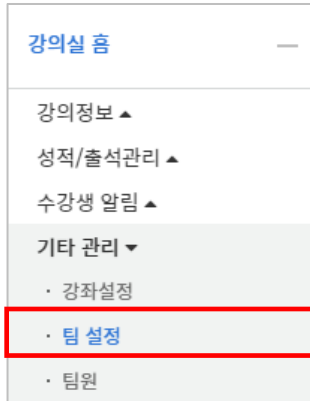 강의실 홈 —
강의정보 ▲
성적/출석관리 ▲
수강생 알림 ▲
기타 관리 ▼
· 강좌설정
· 팀 설정
· 팀원